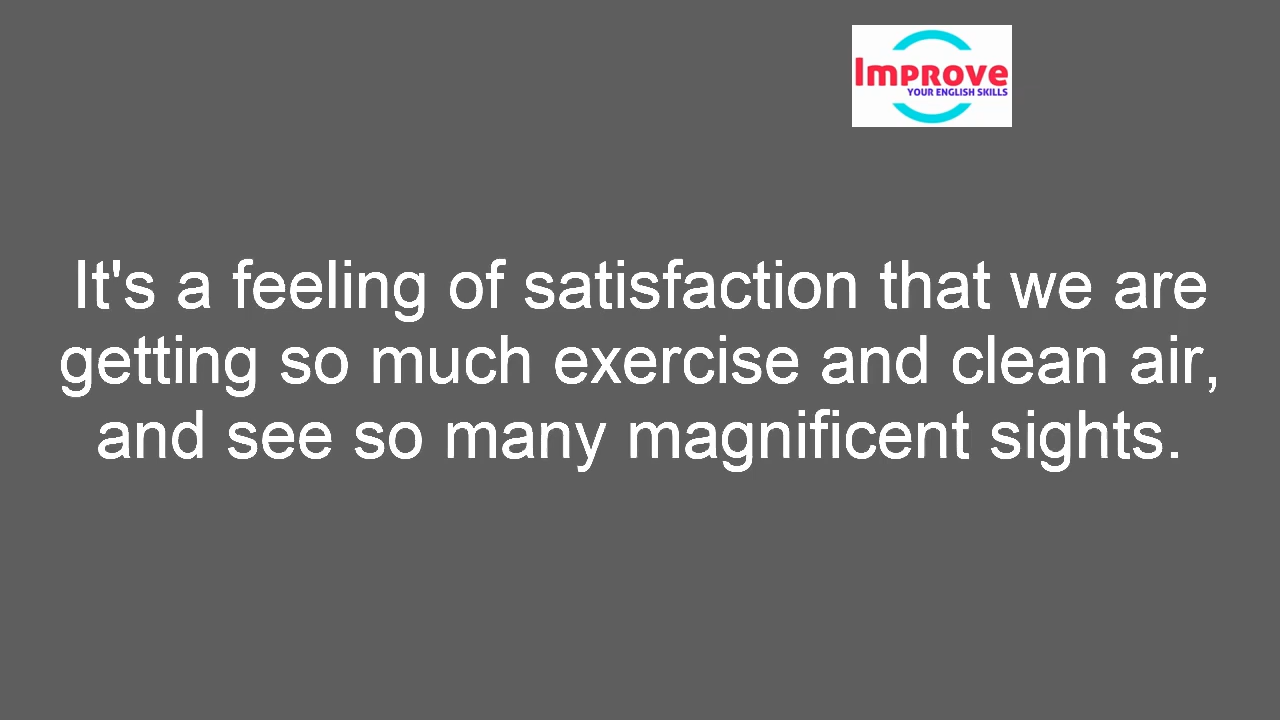 Improve
YOUR ENGLISH SKILLS
It's a feeling of satisfaction that we are
getting so much exercise and clean air,
and see so many magnificent sights.